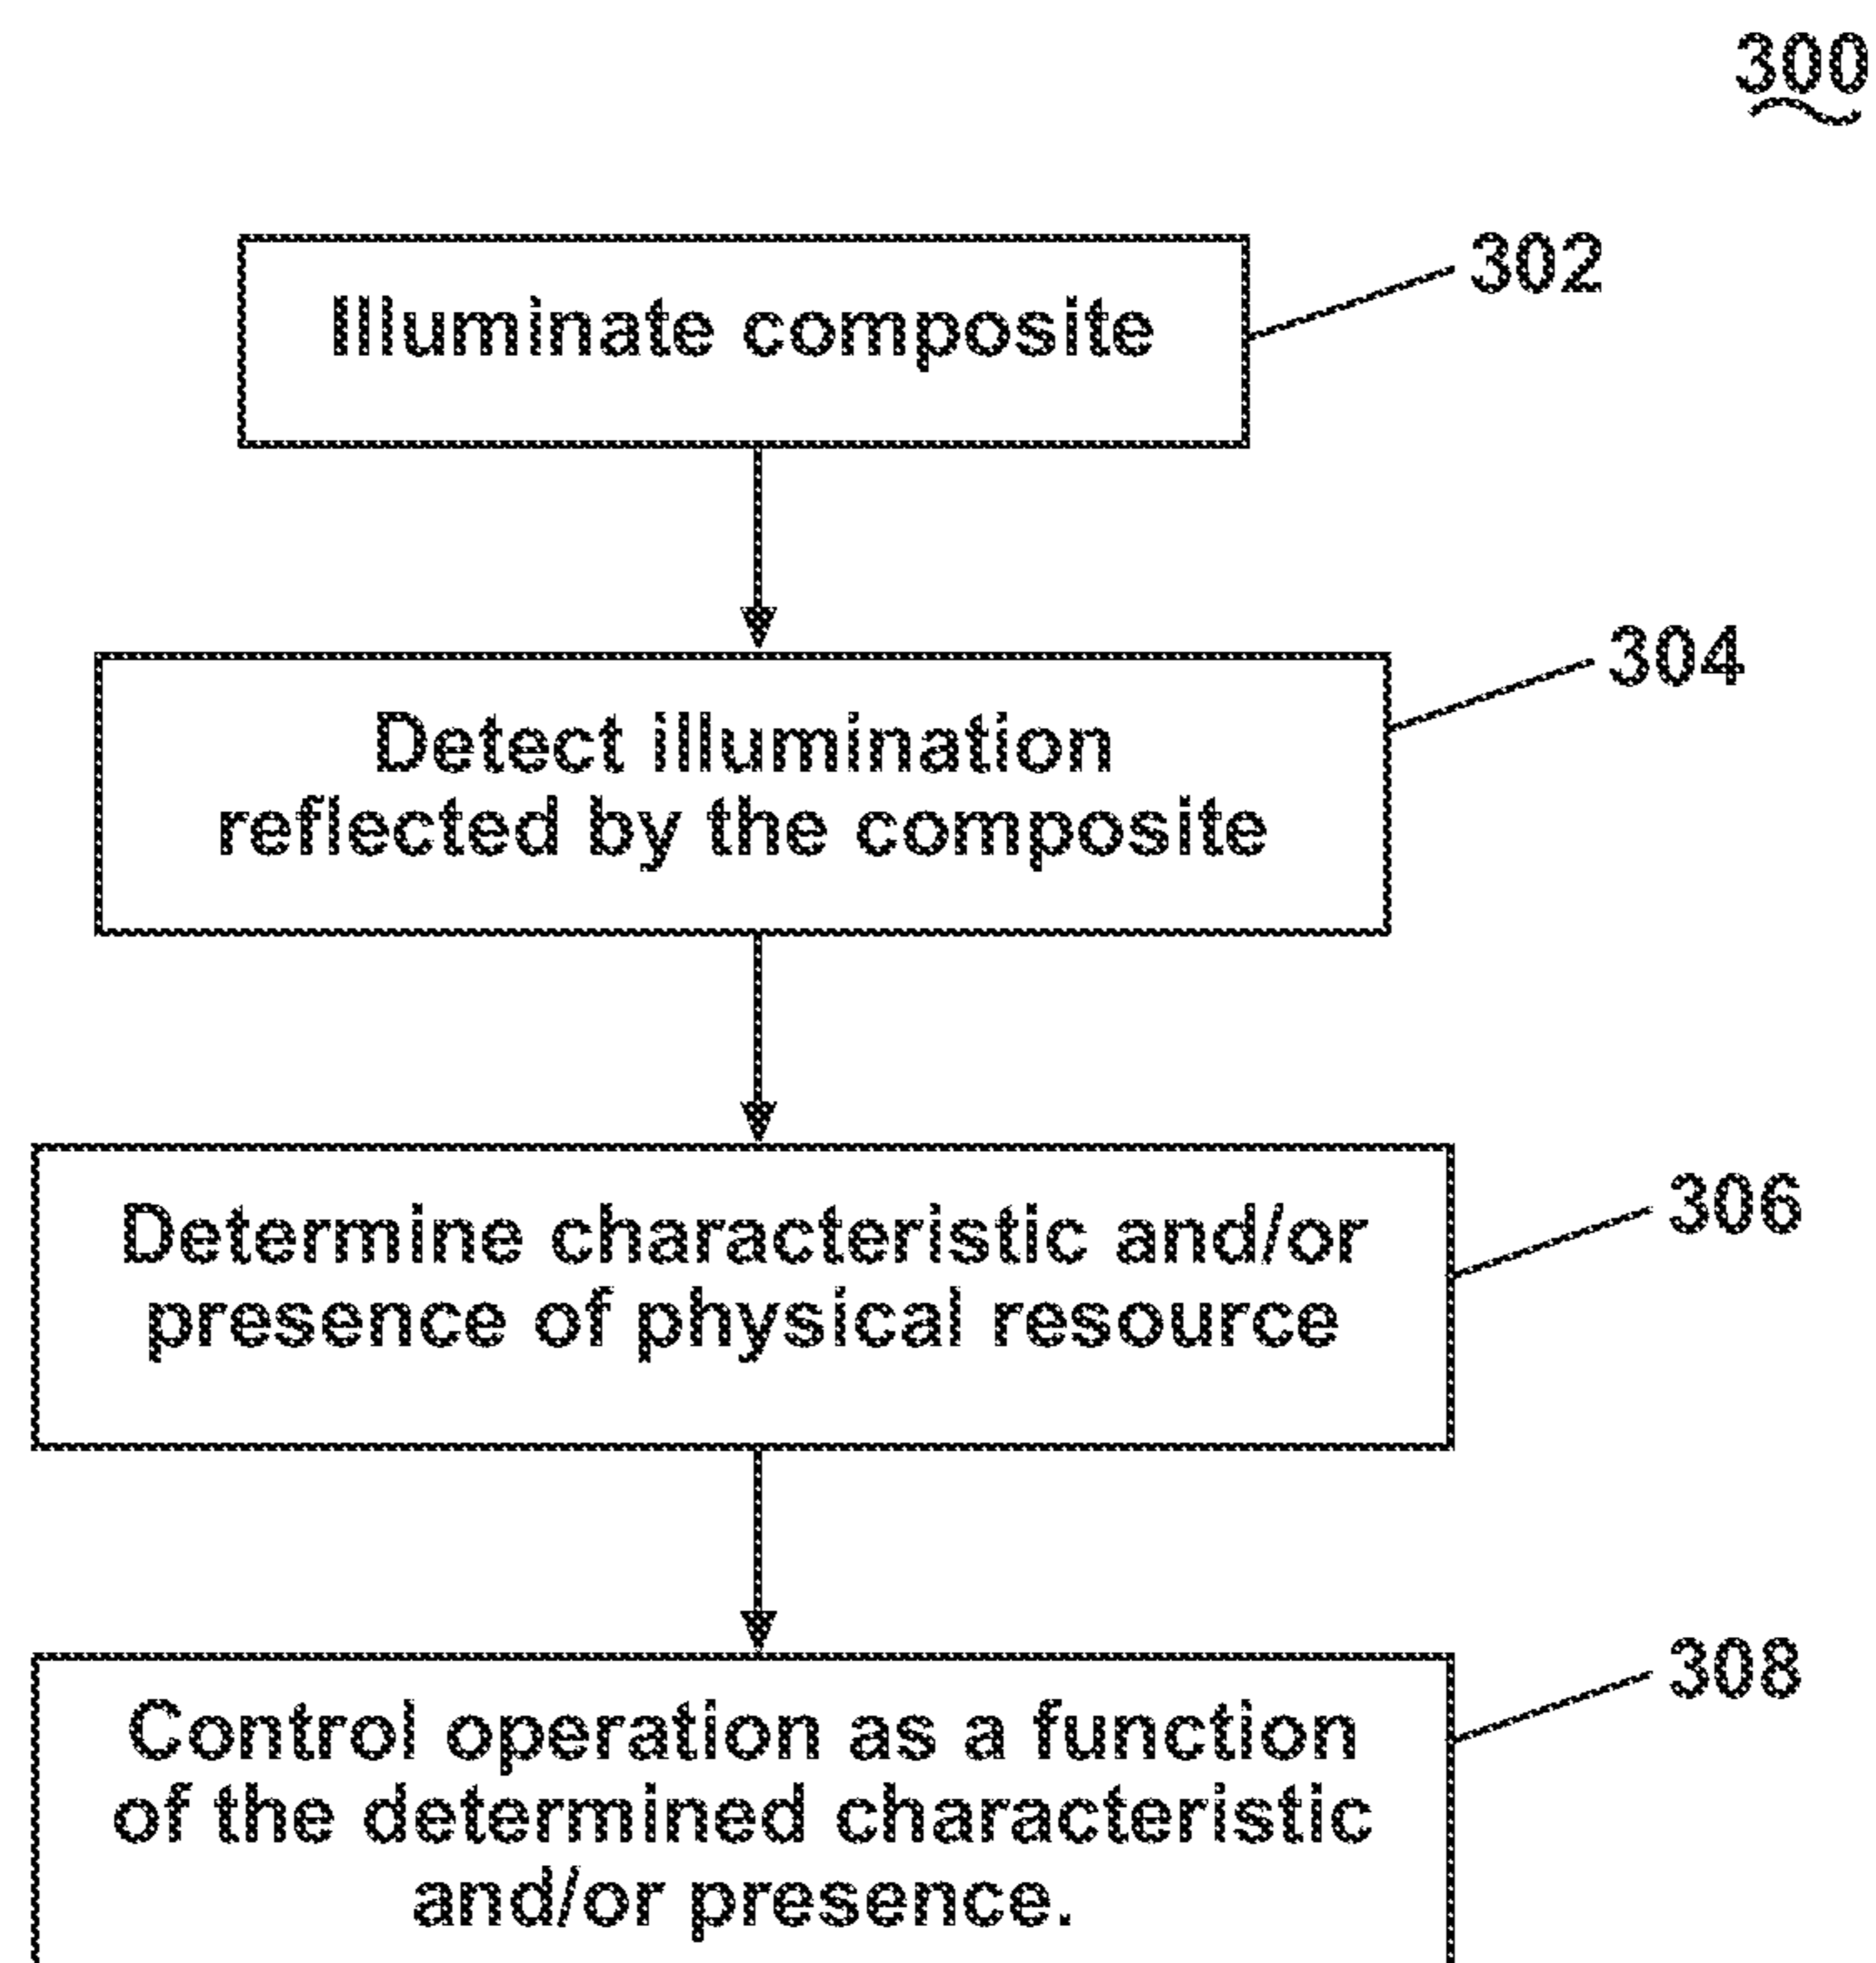 300
Illuminate composite
302
Detect illumination
reflected by the composite
304
Determine characteristic and/or
presence of physical resource
306
Control operation as a function
of the determined characteristic
and/or presence.
308